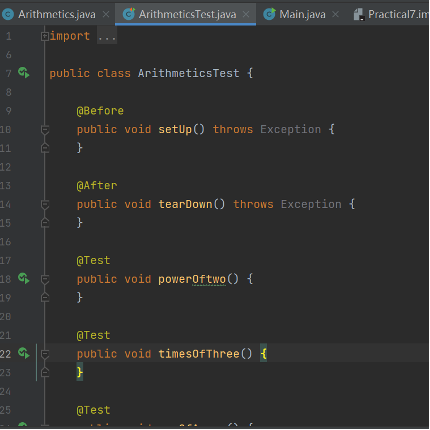 Arithmetics.java
ArithmeticsTest.java
Main.java
Practical7.im
1 import ...
6
7 public class ArithmeticsTest {
8
9 @Before
10 public void setUp() throws Exception {
11 }
12
13 @After
14 public void tearDown() throws Exception {
15 }
16
17 @Test
18 public void powerOftwo() {
19 }
20
21 @Test
22 public void timesOfThree() {
23 }
24
25 @Test